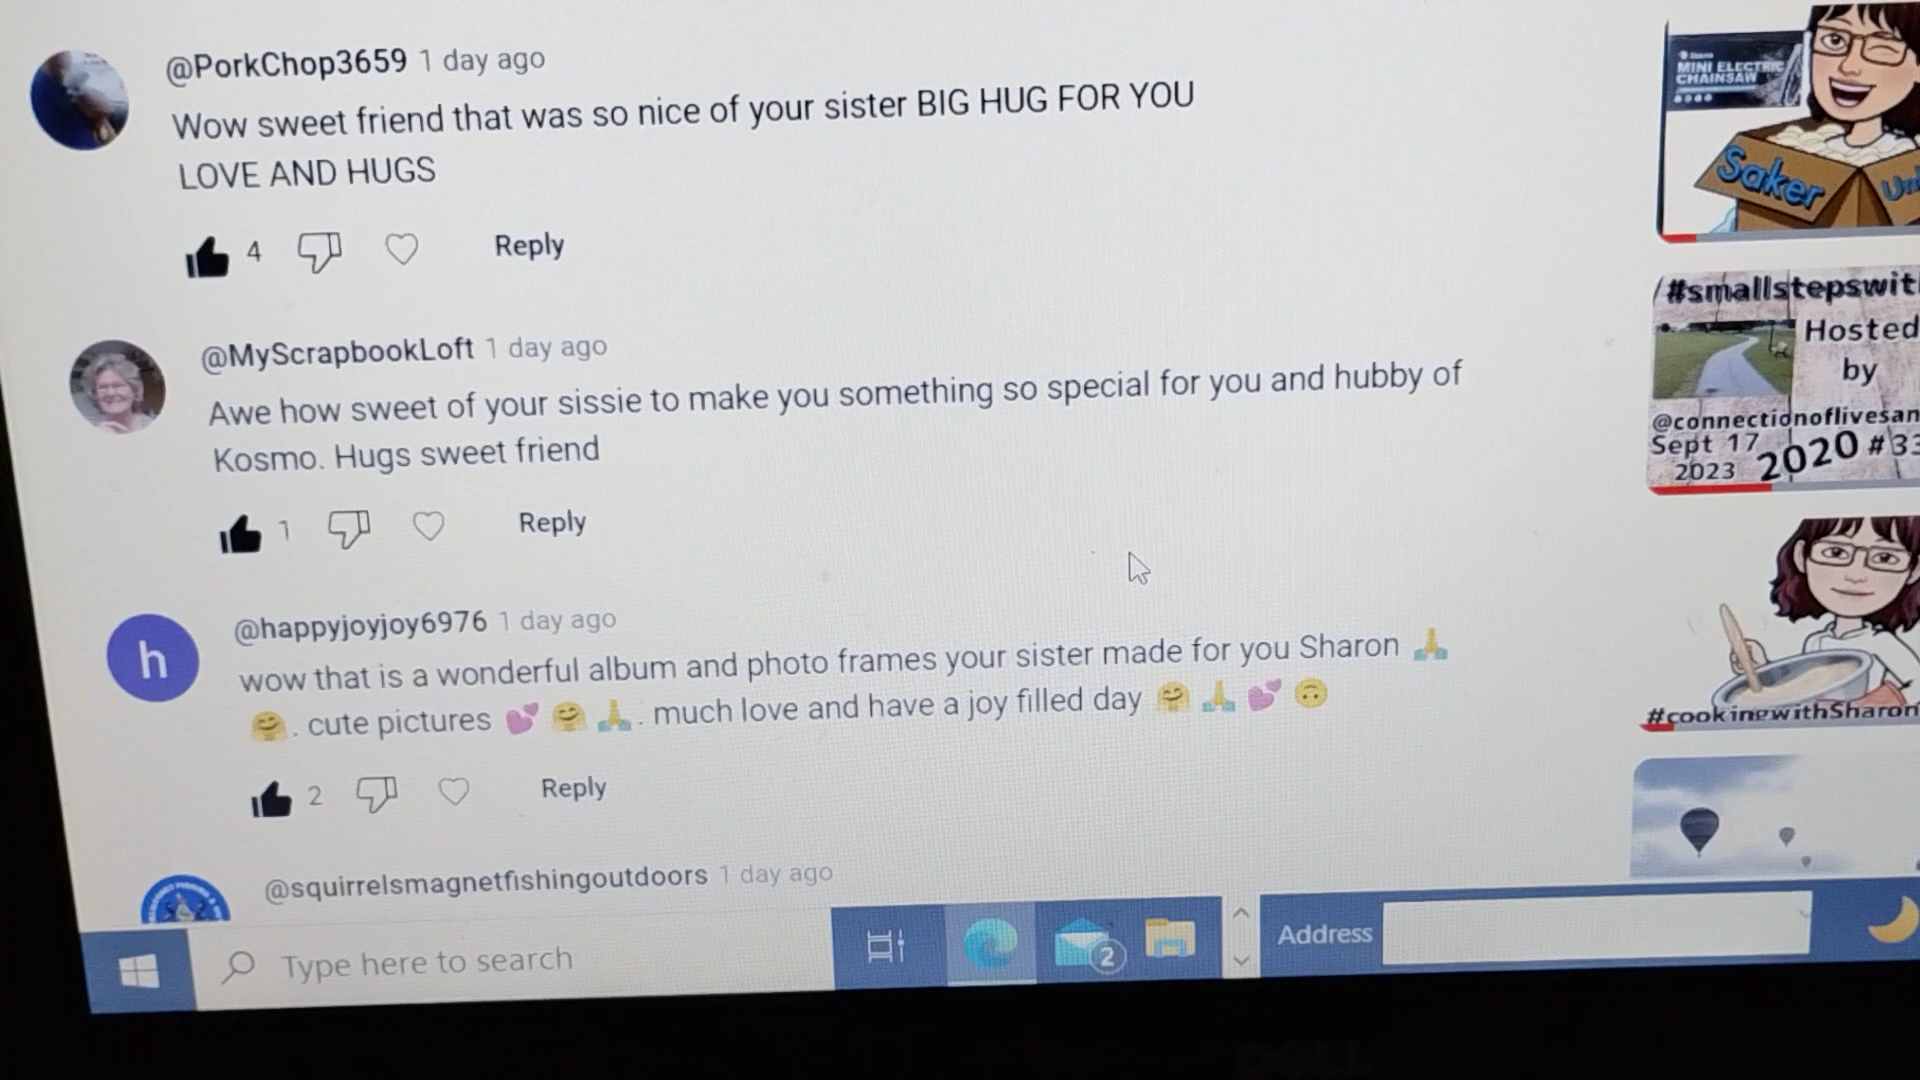 @PorkChop3659 1 day ago
Wow sweet friend that was so nice of your sister BIG HUG FOR YOU
LOVE AND HUGS
4
Reply
@MyScrapbookLoft 1 day ago
Awe how sweet of your sissie to make you something so special for you and hubby of
Kosmo. Hugs sweet friend
1
Reply
h
@happyjoyjoy6976 1 day ago
wow that is a wonderful album and photo frames your sister made for you Sharon 🙏
🤗. cute pictures 💕 🤗 🙏. much love and have a joy filled day 🤗 🙏 💕 🙃
2
Reply
@squirrelsmagnetfishingoutdoors 1 day ago
MINI ELECTRIC
CHAINSAW
Saker
#smallstepswit
Hosted
by
@connectionoflivesan
Sept 17
2023
2020 #33
#cookingwithSharon
Type here to search
2
Address
DELL